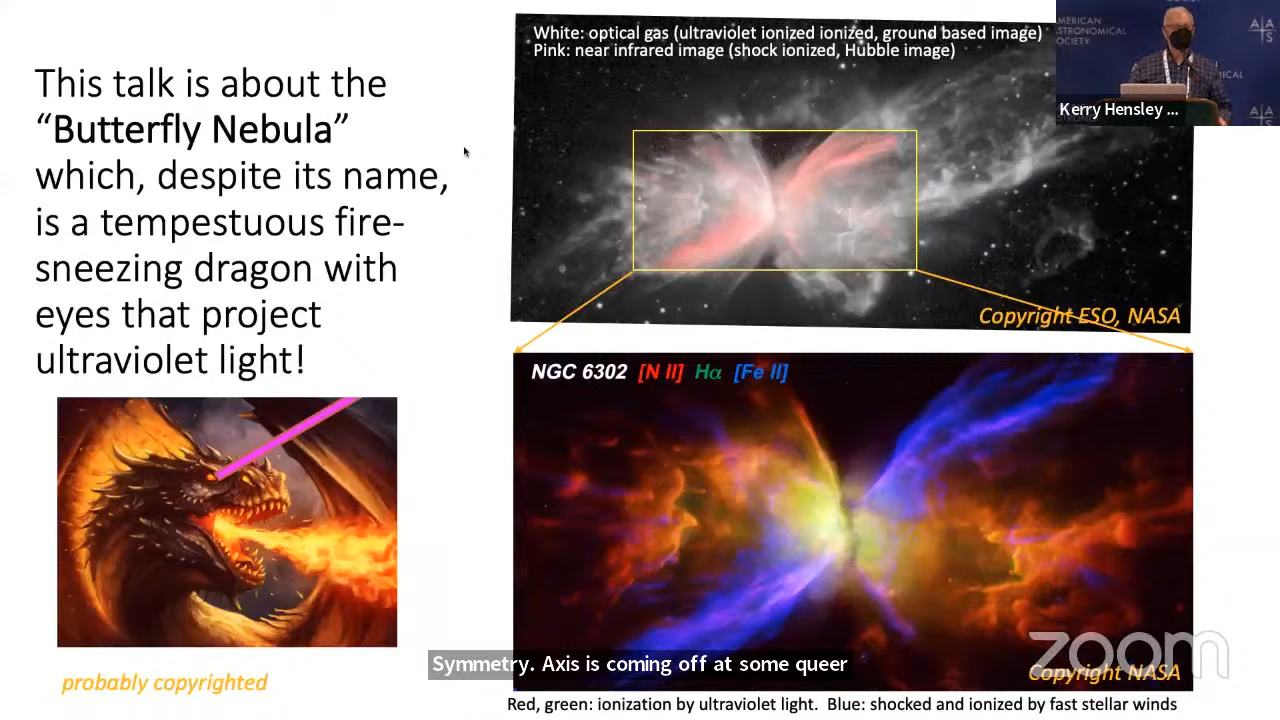 This talk is about the
“Butterfly Nebula”
which, despite its name,
is a tempestuous fire-
sneezing dragon with
eyes that project
ultraviolet light!
probably copyrighted
White: optical gas (ultraviolet ionized ionized, ground based image)
Pink: near infrared image (shock ionized, Hubble image)
Copyright ESO, NASA
AMERICAN
ASTRONOMICAL
SOCIETY
A A
S
Kerry Hensley ...
NGC 6302 [N II] Hα [Fe II]
Symmetry. Axis is coming off at some queer
zoom
Copyright NASA
Red, green: ionization by ultraviolet light. Blue: shocked and ionized by fast stellar winds